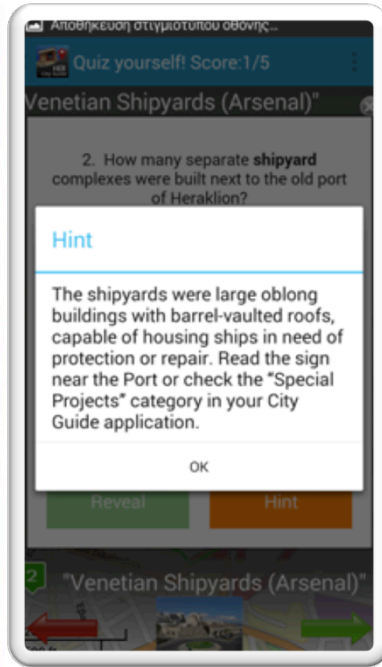 Αποθήκευση στιγμιότυπου οθόνης...
Quiz yourself! Score:1/5
Venetian Shipyards (Arsenal)"
2. How many separate shipyard
complexes were built next to the old port
of Heraklion?
Hint
The shipyards were large oblong
buildings with barrel-vaulted roofs,
capable of housing ships in need of
protection or repair. Read the sign
near the Port or check the “Special
Projects” category in your City
Guide application.
OK
Reveal Hint
2 "Venetian Shipyards (Arsenal)"